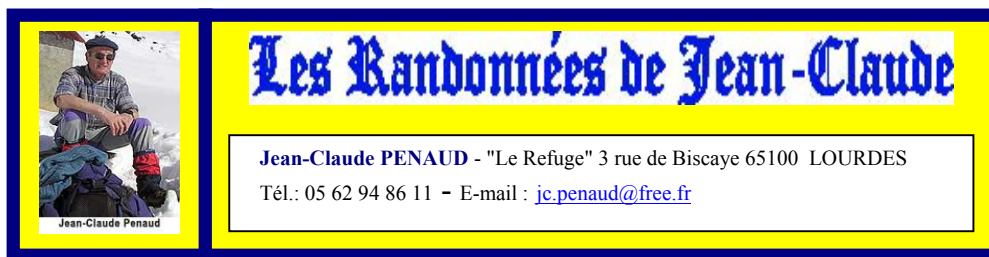 Les Randonnées de Jean-Claude
Jean-Claude PENAUD - "Le Refuge" 3 rue de Biscaye 65100 LOURDES
Tél.: 05 62 94 86 11 - E-mail : jc.penaud@free.fr
Jean-Claude Penaud